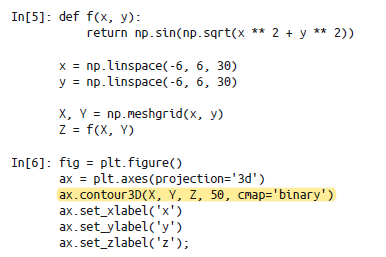 In[5]: def f(x, y):
           return np.sin(np.sqrt(x ** 2 + y ** 2))

       x = np.linspace(-6, 6, 30)
       y = np.linspace(-6, 6, 30)

       X, Y = np.meshgrid(x, y)
       Z = f(X, Y)

In[6]: fig = plt.figure()
       ax = plt.axes(projection='3d')
       ax.contour3D(X, Y, Z, 50, cmap='binary')
       ax.set_xlabel('x')
       ax.set_ylabel('y')
       ax.set_zlabel('z');